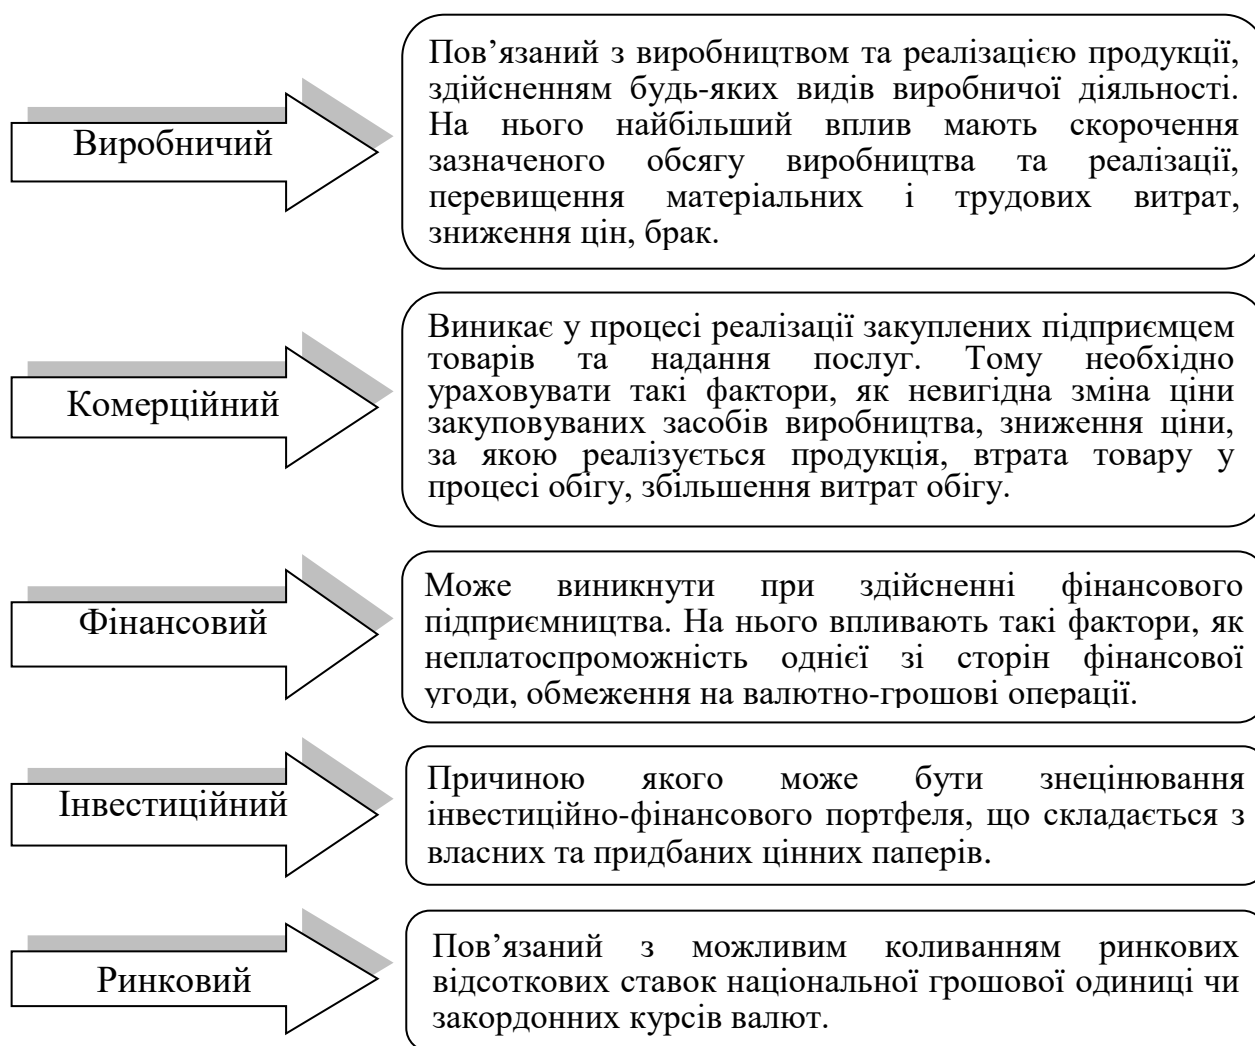 Виробничий
Пов’язаний з виробництвом та реалізацією продукції,
здійсненням будь-яких видів виробничої діяльності.
На нього найбільший вплив мають скорочення
зазначеного обсягу виробництва та реалізації,
перевищення матеріальних і трудових витрат,
зниження цін, брак.
Комерційний
Виникає у процесі реалізації закуплених підприємцем
товарів та надання послуг. Тому необхідно
ураховувати такі фактори, як невигідна зміна ціни
закуповуваних засобів виробництва, зниження ціни,
за якою реалізується продукція, втрата товару у
процесі обігу, збільшення витрат обігу.
Фінансовий
Може виникнути при здійсненні фінансового
підприємництва. На нього впливають такі фактори, як
неплатоспроможність однієї зі сторін фінансової
угоди, обмеження на валютно-грошові операції.
Інвестиційний
Причиною якого може бути знецінювання
інвестиційно-фінансового портфеля, що складається з
власних та придбаних цінних паперів.
Ринковий
Пов’язаний з можливим коливанням ринкових
відсоткових ставок національної грошової одиниці чи
закордонних курсів валют.